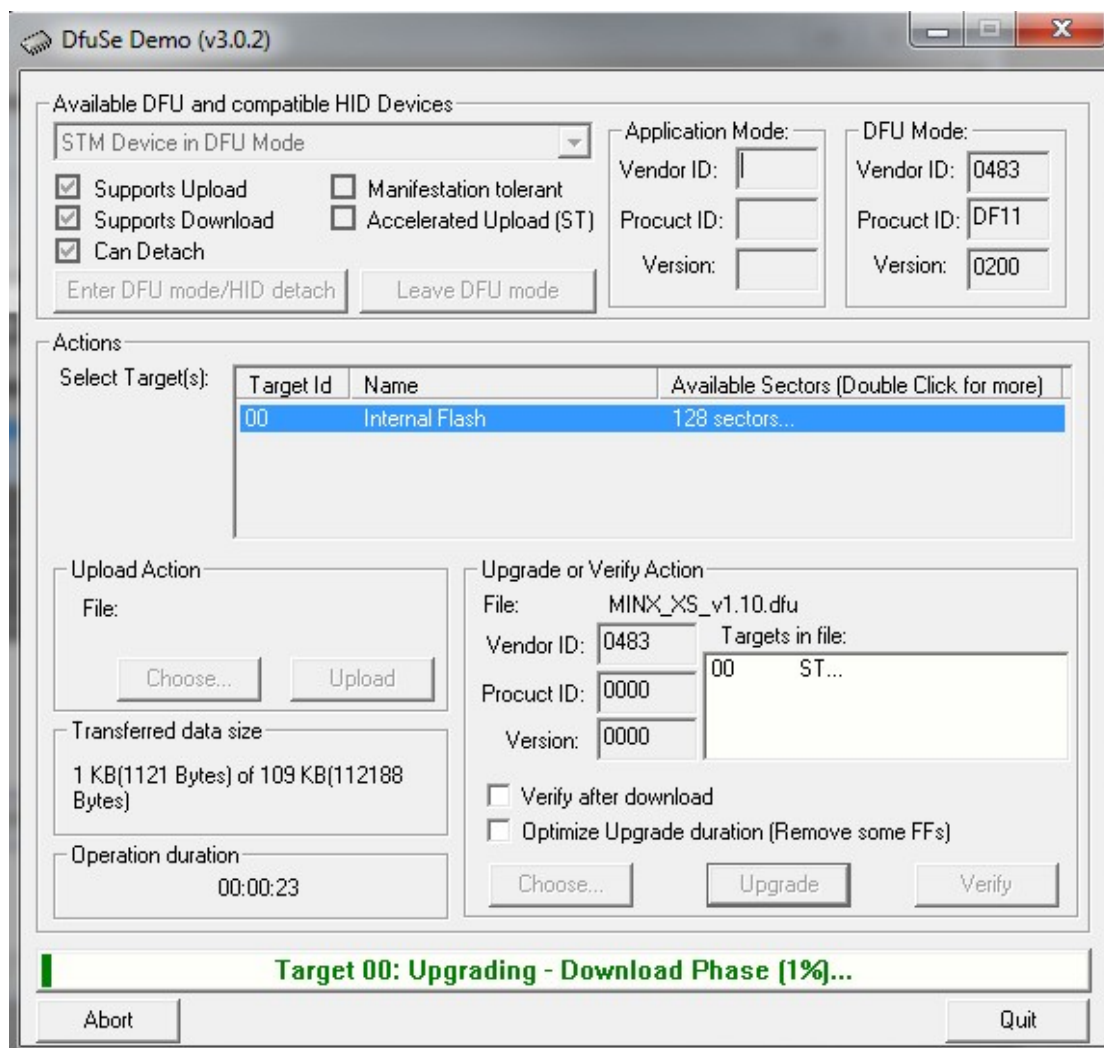 DfuSe Demo (v3.0.2)
Available DFU and compatible HID Devices
STM Device in DFU Mode
Supports Upload
Manifestation tolerant
Supports Download
Accelerated Upload (ST)
Can Detach
Enter DFU mode/HID detach
Leave DFU mode
Application Mode:
Vendor ID:
Procuct ID:
Version:
DFU Mode:
Vendor ID: 0483
Procuct ID: DF11
Version: 0200
Actions
Select Target(s):
Target Id Name Available Sectors (Double Click for more)
00 Internal Flash 128 sectors...
Upload Action
File:
Choose... Upload
Transferred data size
1 KB(1121 Bytes) of 109 KB(112188
Bytes)
Operation duration
00:00:23
Upgrade or Verify Action
File: MINX_XS_v1.10.dfu
Vendor ID: 0483
Procuct ID: 0000
Version: 0000
Targets in file:
00 ST...
Verify after download
Optimize Upgrade duration (Remove some FFs)
Choose... Upgrade Verify
Target 00: Upgrading - Download Phase (1%)...
Abort Quit